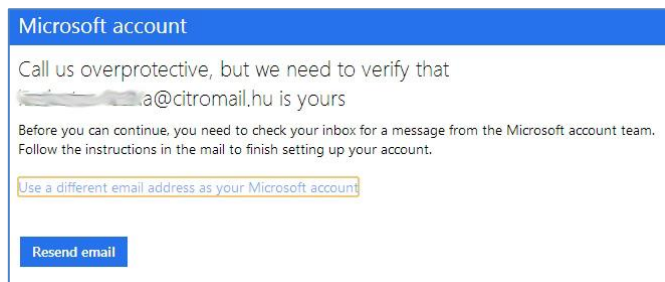 Microsoft account
Call us overprotective, but we need to verify that
a@citromail.hu is yours
Before you can continue, you need to check your inbox for a message from the Microsoft account team.
Follow the instructions in the mail to finish setting up your account.
Use a different email address as your Microsoft account
Resend email